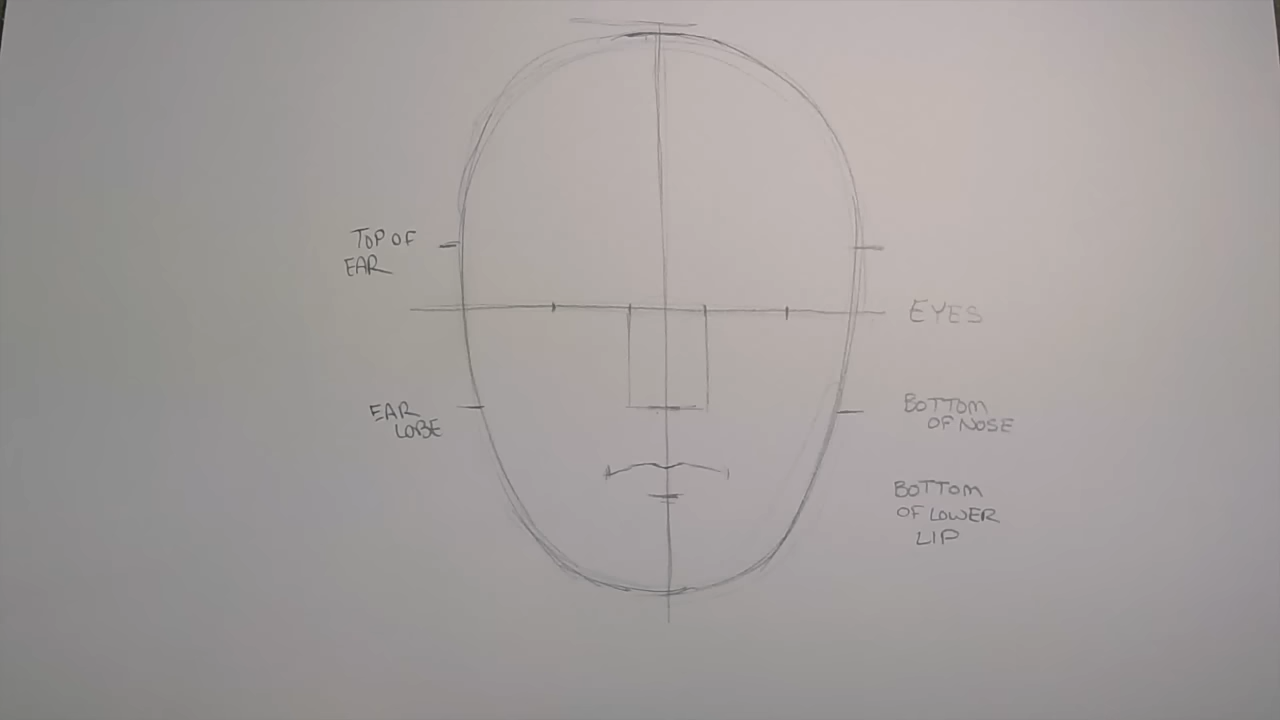 TOP OF
EAR
EYES
EAR
LOBE
BOTTOM
OF NOSE
BOTTOM
OF LOWER
LIP